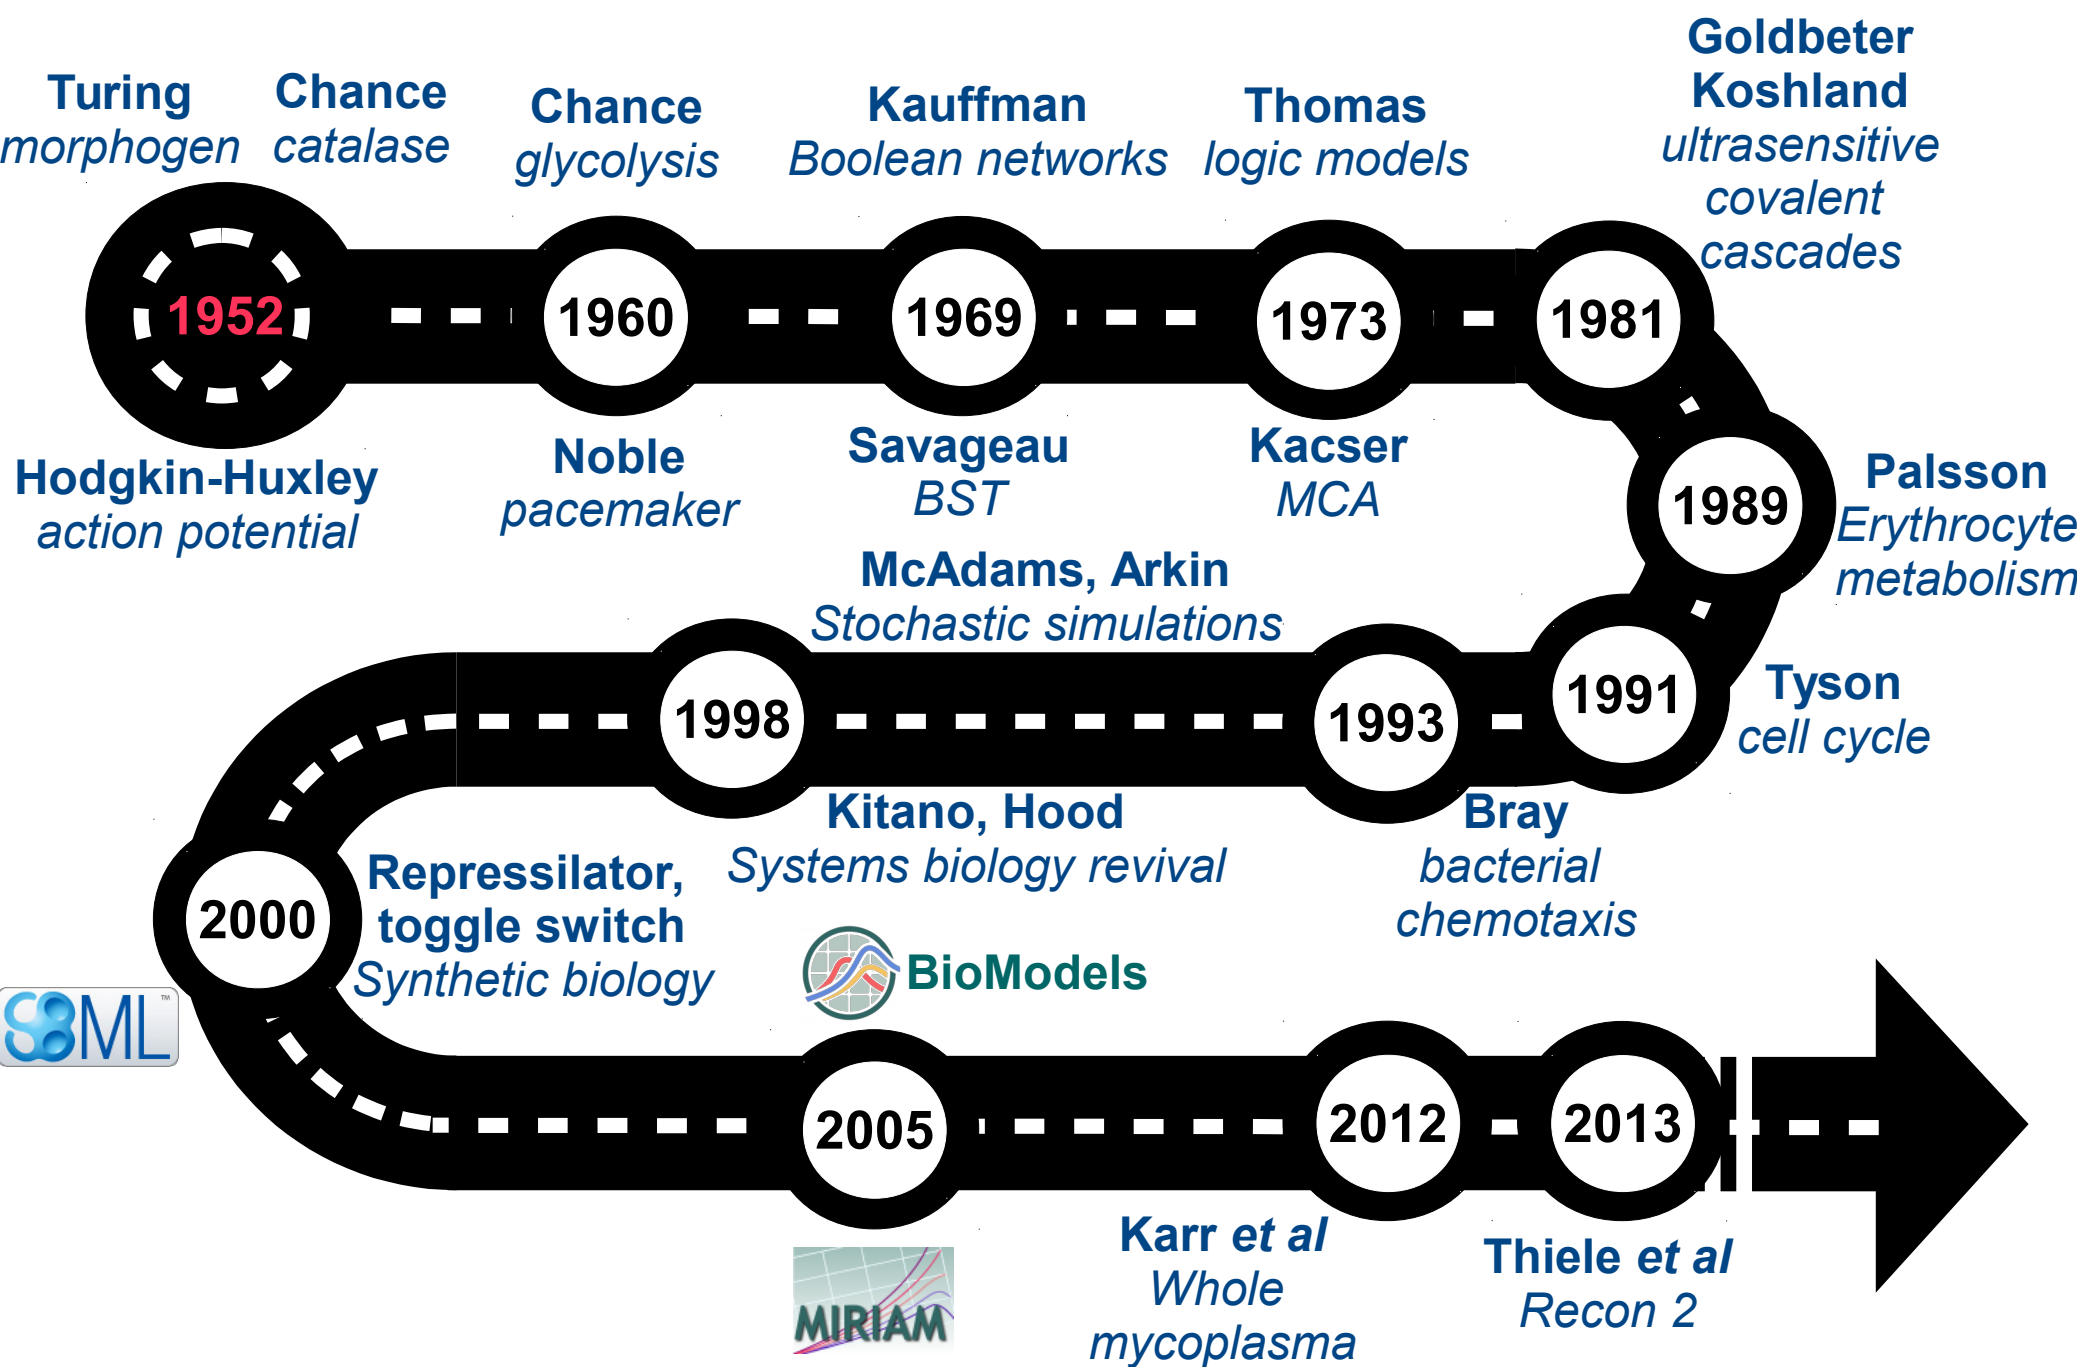 Turing
morphogen
Chance
catalase
1952
Hodgkin-Huxley
action potential
Chance
glycolysis
1960
Noble
pacemaker
Kauffman
Boolean networks
1969
Savageau
BST
Thomas
logic models
1973
Kacser
MCA
Goldbeter
Koshland
ultrasensitive
covalent
cascades
1981
1989
Palsson
Erythrocyte
metabolism
1991
Tyson
cell cycle
1993
Bray
bacterial
chemotaxis
McAdams, Arkin
Stochastic simulations
1998
Kitano, Hood
Systems biology revival
2000
Repressilator,
toggle switch
Synthetic biology
SBML™
BioModels
2005
MIRIAM
2012
Karr et al
Whole
mycoplasma
2013
Thiele et al
Recon 2